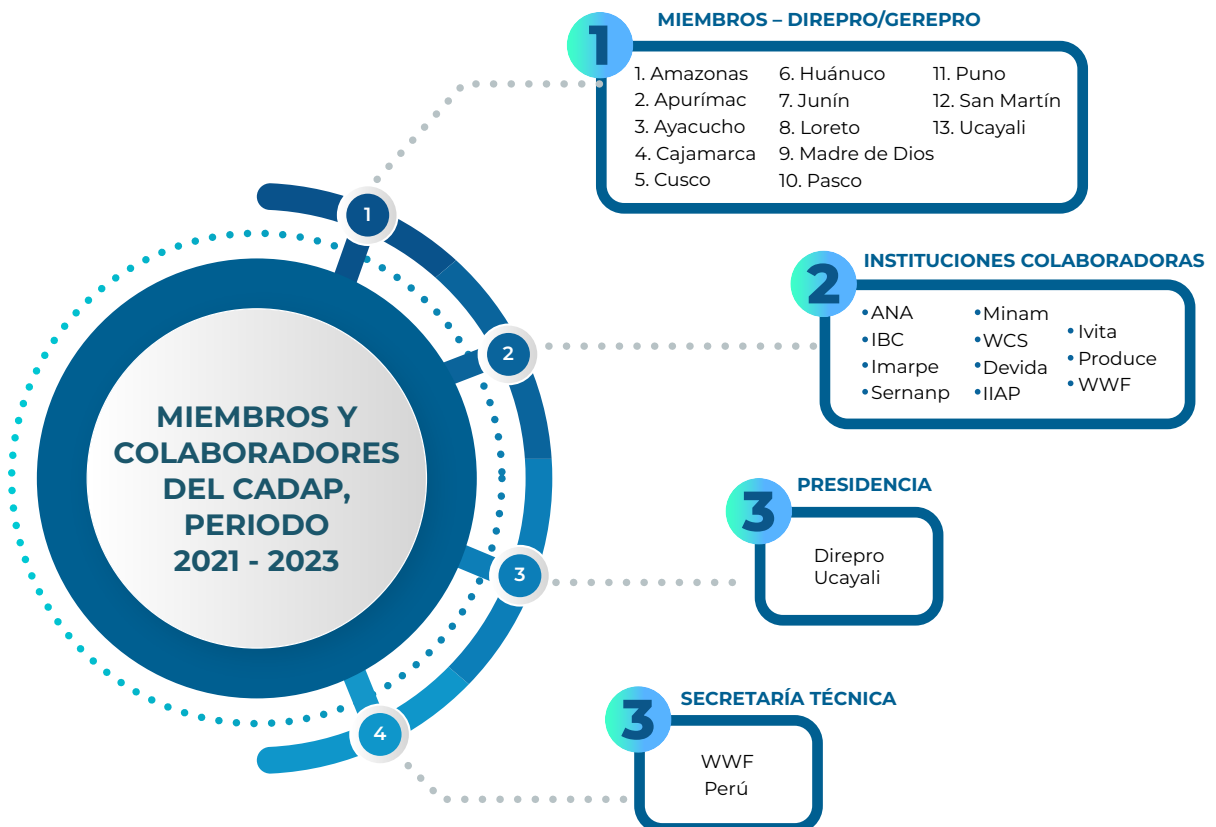 MIEMBROS Y
COLABORADORES
DEL CADAP,
PERIODO
2021 - 2023
1
2
3
4
1
MIEMBROS – DIREPRO/GEREPRO
1. Amazonas
2. Apurímac
3. Ayacucho
4. Cajamarca
5. Cusco
6. Huánuco
7. Junín
8. Loreto
9. Madre de Dios
10. Pasco
11. Puno
12. San Martín
13. Ucayali
2
INSTITUCIONES COLABORADORAS
•ANA
•IBC
•Imarpe
•Sernanp
•Minam
•WCS
•Devida
•IIAP
•Ivita
•Produce
•WWF
3
PRESIDENCIA
Direpro
Ucayali
3
SECRETARÍA TÉCNICA
WWF
Perú